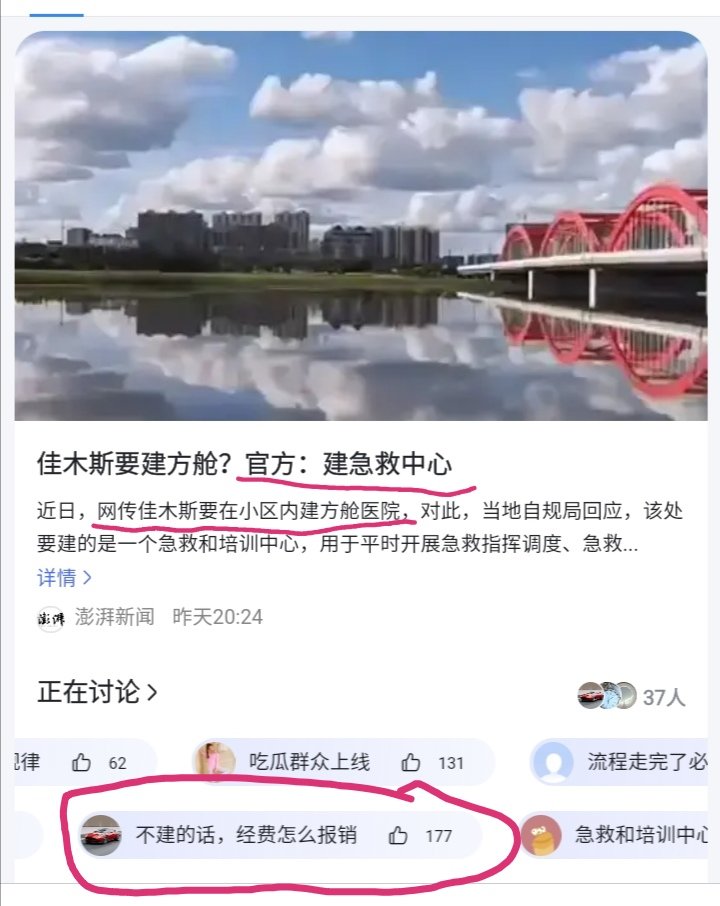 佳木斯要建方舱？官方：建急救中心
近日，网传佳木斯要在小区内建方舱医院，对此，当地自规局回应，该处
要建的是一个急救和培训中心，用于平时开展急救指挥调度、急救...
详情
澎湃
澎湃新闻 昨天20:24
正在讨论
37人
律 62
吃瓜群众上线 131
流程走完了必
不建的话，经费怎么报销 177
急救和培训中心